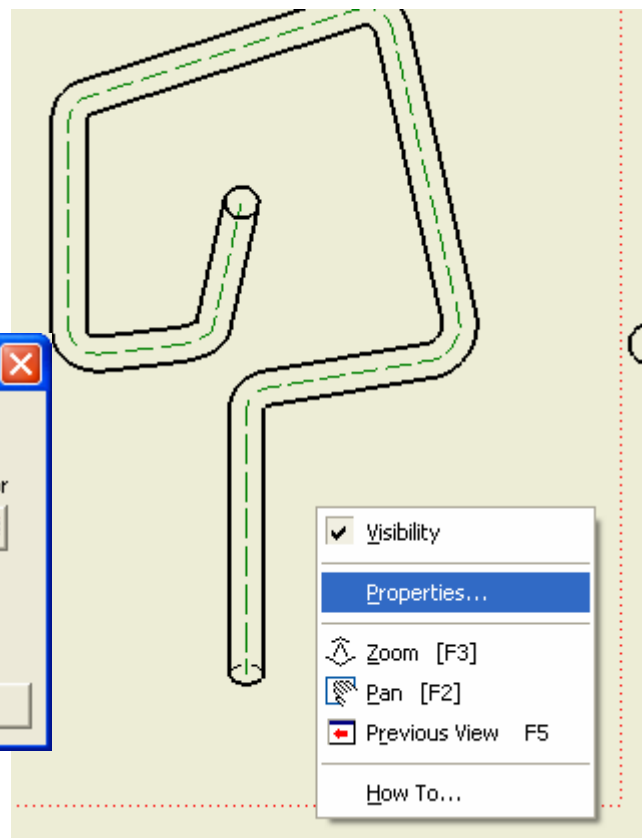 r
Visibility
Properties...
Zoom [F3]
Pan [F2]
Previous View F5
How To...